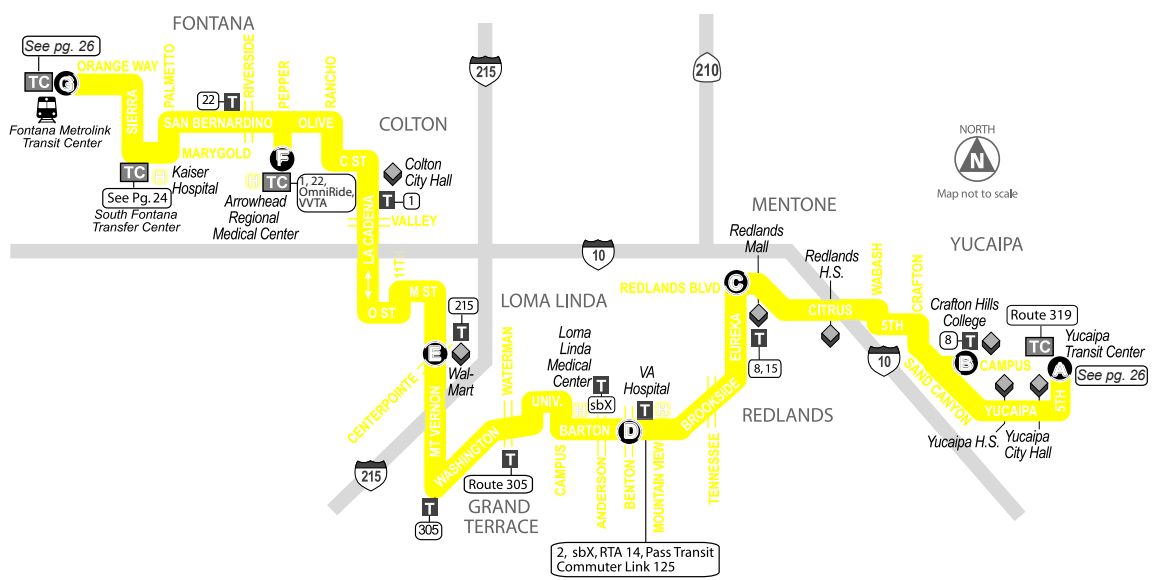 FONTANA
See pg. 26
TC
G
ORANGE WAY
Fontana Metrolink
Transit Center
SIERRA
PALMETTO
MARYGOLD
TC
See Pg. 24
South Fontana
Transfer Center
H
Kaiser
Hospital
22
T
SAN BERNARDINO
RIVERSIDE
PEPPER
OLIVE
RANCHO
F
H
TC
1, 22,
OmniRide,
VVTA
Arrowhead
Regional
Medical Center
COLTON
C ST
Colton
City Hall
T
1
VALLEY
LA CADENA
O ST
11TH
M ST
215
10
210
215
T
E
Wal-
Mart
CENTERPOINTE
MT VERNON
215
T
305
WASHINGTON
WATERMAN
T
Route 305
GRAND
TERRACE
LOMA LINDA
Loma
Linda
Medical
Center
T
sbX
UNIV.
H
BARTON
CAMPUS
ANDERSON
BENTON
MOUNTAIN VIEW
D
VA
Hospital
T
H
2, sbX, RTA 14, Pass Transit
Commuter Link 125
BROOKSIDE
TENNESSEE
EUREKA
REDLANDS BLVD
C
REDLANDS
MENTONE
Redlands
Mall
T
8, 15
Redlands
H.S.
CITRUS
WABASH
5TH
CRAFTON
10
SAND CANYON
NORTH
N
Map not to scale
YUCAIPA
Crafton Hills
College
8
T
B
CAMPUS
Route 319
TC
Yucaipa
Transit Center
A
See pg. 26
5TH
YUCAIPA
Yucaipa H.S.
Yucaipa
City Hall